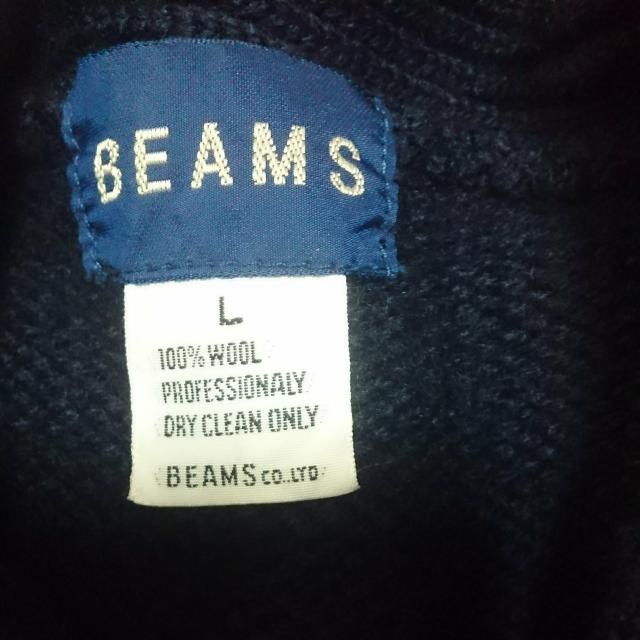 BEAMS
L
100% WOOL
PROFESSIONALY
DRY CLEAN ONLY
BEAMS CO.,LTD